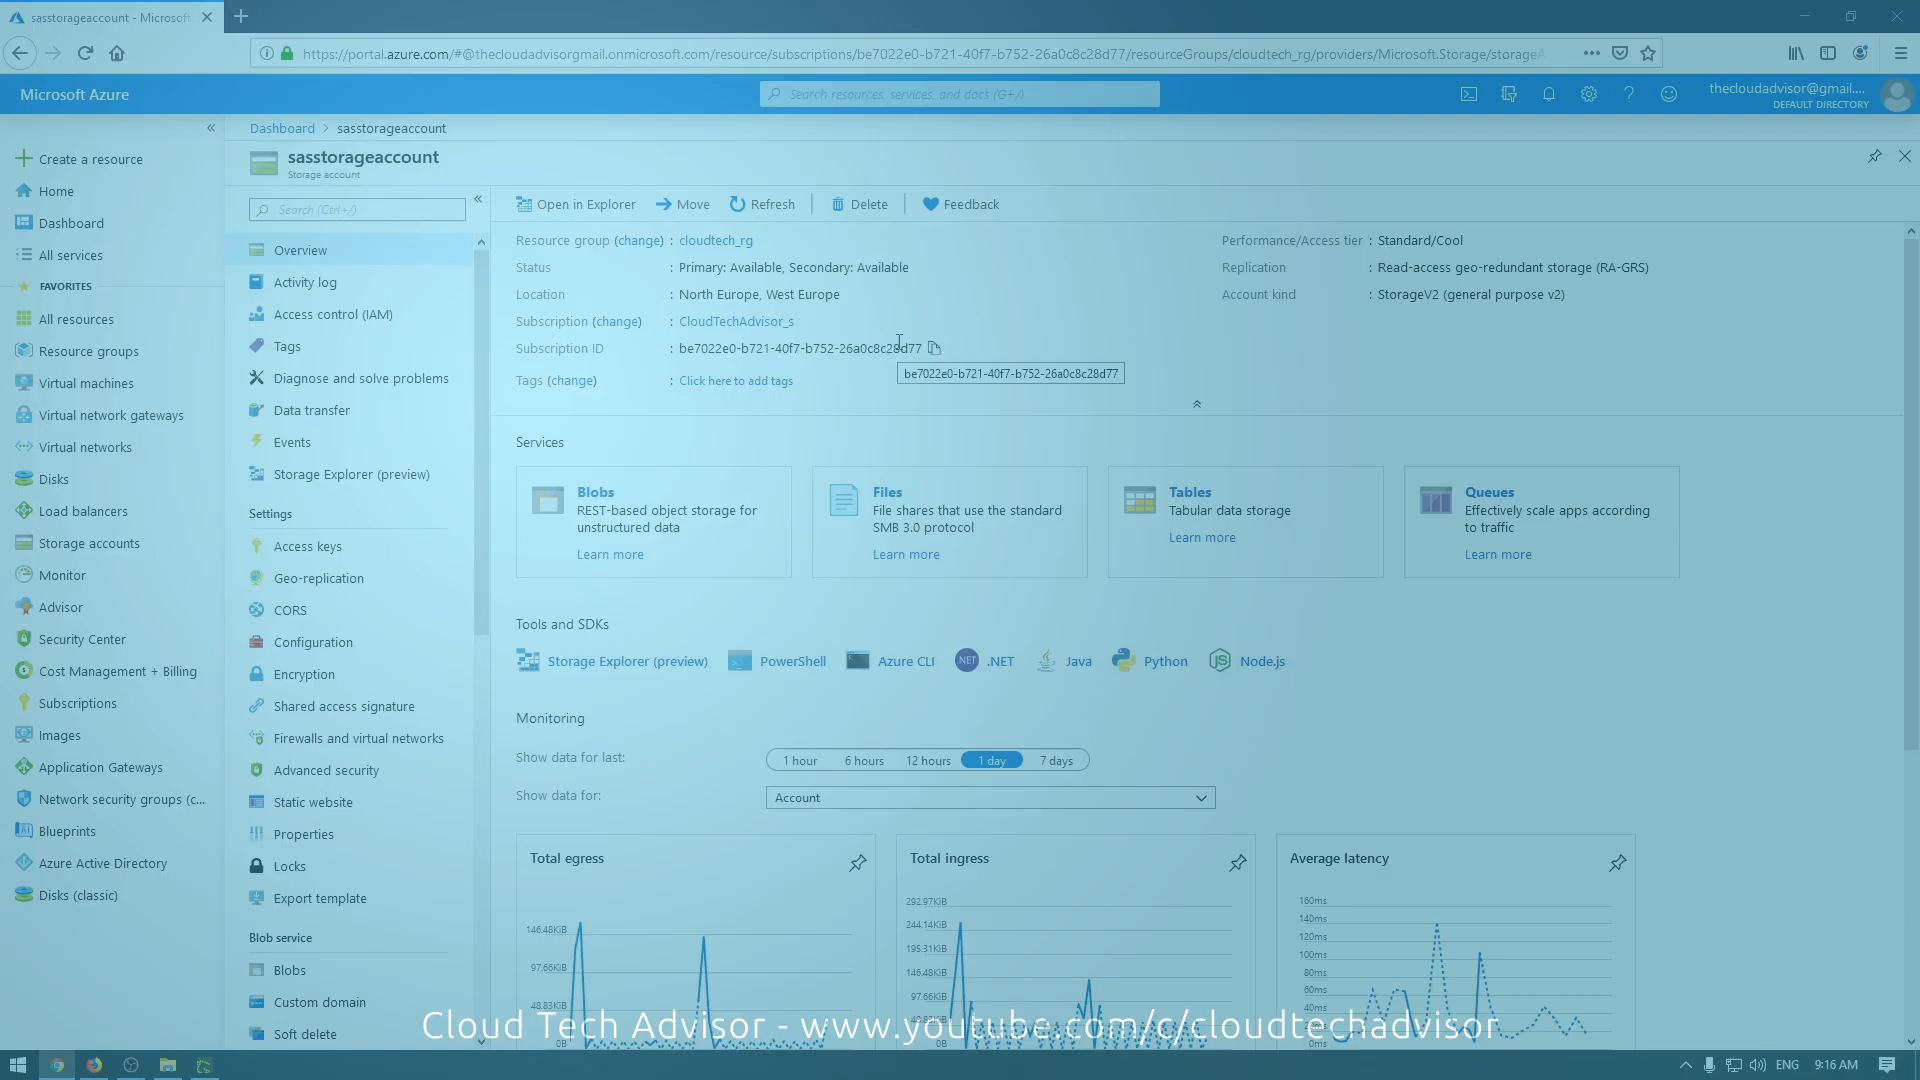 sasstorageaccount - Microsoft
https://portal.azure.com/#@thecloudadvisorgmail.onmicrosoft.com/resource/subscriptions/be7022e0-b721-40f7-b752-26a0c8c28d77/resourceGroups/cloudtech_rg/providers/Microsoft.Storage/storageA
Microsoft Azure
Search resources, services, and docs (G+/)
thecloudadvisor@gmail....
DEFAULT DIRECTORY
Create a resource
Home
Dashboard
All services
FAVORITES
All resources
Resource groups
Virtual machines
Virtual network gateways
Virtual networks
Disks
Load balancers
Storage accounts
Monitor
Advisor
Security Center
Cost Management + Billing
Subscriptions
Images
Application Gateways
Network security groups (c...
Blueprints
Azure Active Directory
Disks (classic)
Dashboard > sasstorageaccount
sasstorageaccount
Storage account
Search (Ctrl+/)
Overview
Activity log
Access control (IAM)
Tags
Diagnose and solve problems
Data transfer
Events
Storage Explorer (preview)
Settings
Access keys
Geo-replication
CORS
Configuration
Encryption
Shared access signature
Firewalls and virtual networks
Advanced security
Static website
Properties
Locks
Export template
Blob service
Blobs
Custom domain
Soft delete
Open in Explorer Move Refresh Delete Feedback
Resource group (change) : cloudtech_rg
Status : Primary: Available, Secondary: Available
Location : North Europe, West Europe
Subscription (change) : CloudTechAdvisor_s
Subscription ID : be7022e0-b721-40f7-b752-26a0c8c28d77
be7022e0-b721-40f7-b752-26a0c8c28d77
Tags (change) : Click here to add tags
Performance/Access tier : Standard/Cool
Replication : Read-access geo-redundant storage (RA-GRS)
Account kind : StorageV2 (general purpose v2)
Services
Blobs
REST-based object storage for
unstructured data
Learn more
Files
File shares that use the standard
SMB 3.0 protocol
Learn more
Tables
Tabular data storage
Learn more
Queues
Effectively scale apps according
to traffic
Learn more
Tools and SDKs
Storage Explorer (preview) PowerShell Azure CLI NET .NET Java Python Node.js
Monitoring
Show data for last: 1 hour 6 hours 12 hours 1 day 7 days
Show data for: Account
Total egress
146.48KiB
97.66KiB
48.83KiB
0B
Total ingress
292.97KiB
244.14KiB
195.31KiB
146.48KiB
97.66KiB
0B
Average latency
160ms
140ms
120ms
100ms
80ms
60ms
40ms
0ms
Cloud Tech Advisor - www.youtube.com/c/cloudtechadvisor
ENG 9:16 AM